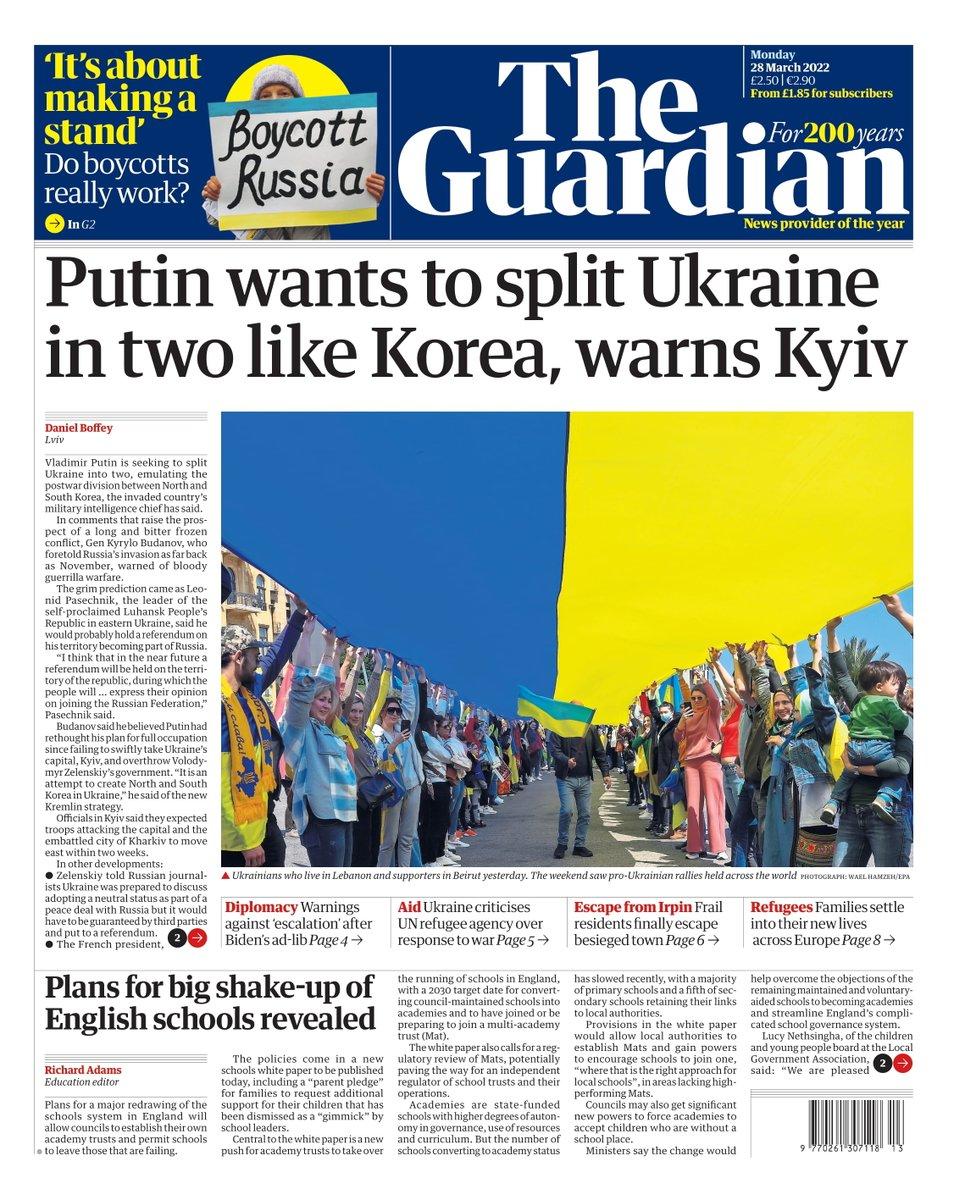 'It's about
making a
stand'
Do boycotts
really work?
→ In G2
Boycott
Russia
The
Guardian
Monday
28 March 2022
£2.50 | €2.90
From £1.85 for subscribers
For 200 years
News provider of the year
Putin wants to split Ukraine
in two like Korea, warns Kyiv
Daniel Boffey
Lviv
Vladimir Putin is seeking to split
Ukraine into two, emulating the
postwar division between North and
South Korea, the invaded country's
military intelligence chief has said.
In comments that raise the pros-
pect of a long and bitter frozen
conflict, Gen Kyrylo Budanov, who
foretold Russia's invasion as far back
as November, warned of bloody
guerrilla warfare.
The grim prediction came as Leo-
nid Pasechnik, the leader of the
self-proclaimed Luhansk People's
Republic in eastern Ukraine, said he
would probably hold a referendum on
his territory becoming part of Russia.
"I think that in the near future a
referendum will be held on the terri-
tory of the republic, during which the
people will ... express their opinion
on joining the Russian Federation,"
Pasechnik said.
Budanov said he believed Putin had
rethought his plan for full occupation
since failing to swiftly take Ukraine's
capital, Kyiv, and overthrow Volody-
myr Zelenskiy's government. "It is an
attempt to create North and South
Korea in Ukraine," he said of the new
Kremlin strategy.
Officials in Kyiv said they expected
troops attacking the capital and the
embattled city of Kharkiv to move
east within two weeks.
In other developments:
● Zelenskiy told Russian journal-
ists Ukraine was prepared to discuss
adopting a neutral status as part of a
peace deal with Russia but it would
have to be guaranteed by third parties
and put to a referendum.
● The French president,
2 →
▲ Ukrainians who live in Lebanon and supporters in Beirut yesterday. The weekend saw pro-Ukrainian rallies held across the world PHOTOGRAPH: WAEL HAMZEH/EPA
Diplomacy Warnings
against 'escalation' after
Biden's ad-lib Page 4 →
Aid Ukraine criticises
UN refugee agency over
response to war Page 5 →
Escape from Irpin Frail
residents finally escape
besieged town Page 6 →
Refugees Families settle
into their new lives
across Europe Page 8 →
Plans for big shake-up of
English schools revealed
Richard Adams
Education editor
Plans for a major redrawing of the
schools system in England will
allow councils to establish their own
academy trusts and permit schools
to leave those that are failing.
The policies come in a new
schools white paper to be published
today, including a "parent pledge"
for families to request additional
support for their children that has
been dismissed as a "gimmick" by
school leaders.
Central to the white paper is a new
push for academy trusts to take over
the running of schools in England,
with a 2030 target date for convert-
ing council-maintained schools into
academies and to have joined or be
preparing to join a multi-academy
trust (Mat).
The white paper also calls for a reg-
ulatory review of Mats, potentially
paving the way for an independent
regulator of school trusts and their
operations.
Academies are state-funded
schools with higher degrees of auton-
omy in governance, use of resources
and curriculum. But the number of
schools converting to academy status
has slowed recently, with a majority
of primary schools and a fifth of sec-
ondary schools retaining their links
to local authorities.
Provisions in the white paper
would allow local authorities to
establish Mats and gain powers
to encourage schools to join one,
"where that is the right approach for
local schools", in areas lacking high-
performing Mats.
Councils may also get significant
new powers to force academies to
accept children who are without a
school place.
Ministers say the change would
help overcome the objections of the
remaining maintained and voluntary-
aided schools to becoming academies
and streamline England's compli-
cated school governance system.
Lucy Nethsingha, of the children
and young people board at the Local
Government Association,
said: "We are pleased
2 →
9 770261 307118 13